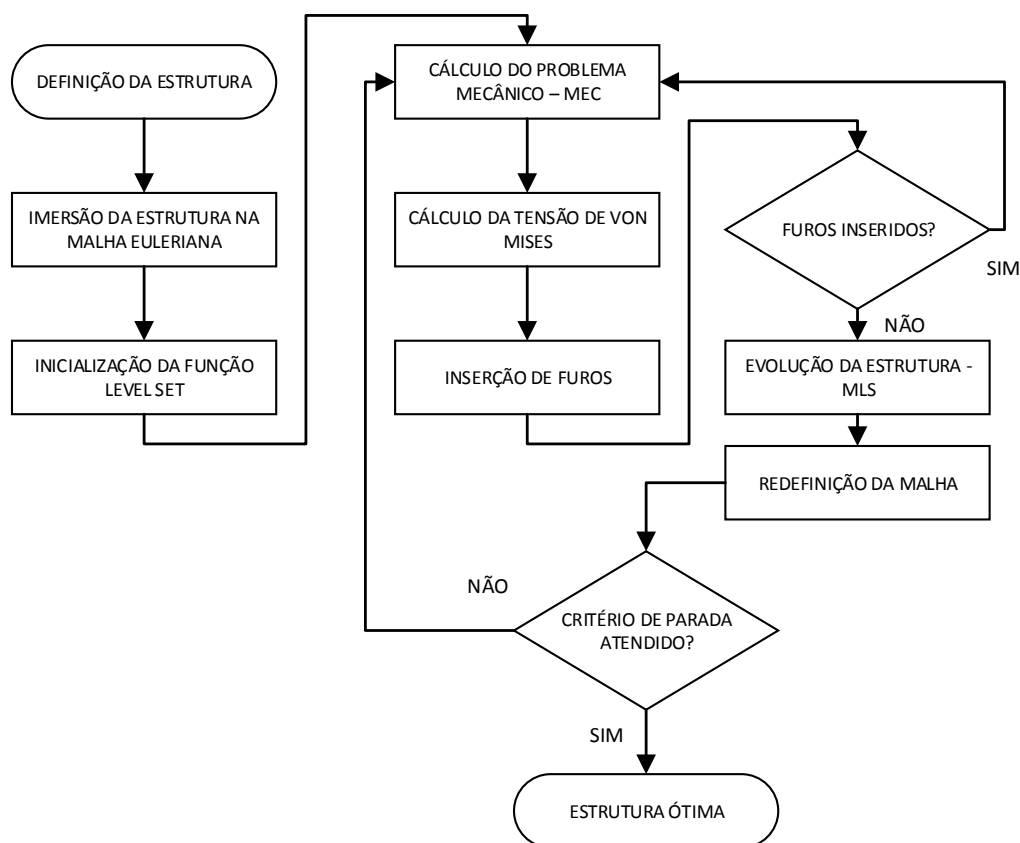 DEFINIÇÃO DA ESTRUTURA
IMERSÃO DA ESTRUTURA NA
MALHA EULERIANA
INICIALIZAÇÃO DA FUNÇÃO
LEVEL SET
CÁLCULO DO PROBLEMA
MECÂNICO – MEC
CÁLCULO DA TENSÃO DE VON
MISES
INSERÇÃO DE FUROS
FUROS INSERIDOS?
SIM
NÃO
EVOLUÇÃO DA ESTRUTURA -
MLS
REDEFINIÇÃO DA MALHA
NÃO
CRITÉRIO DE PARADA
ATENDIDO?
SIM
ESTRUTURA ÓTIMA